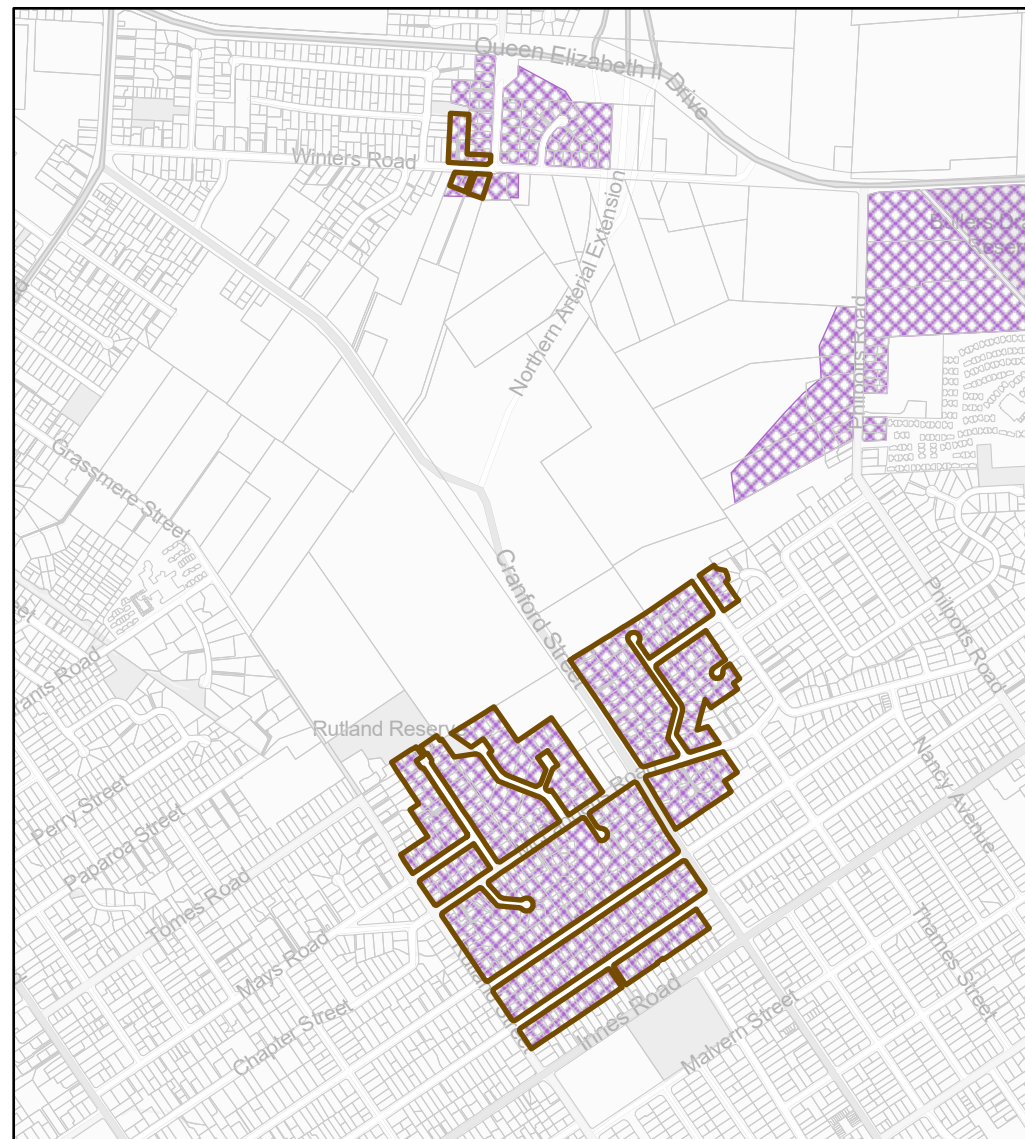 Queen Elizabeth II Drive
Winters Road
Northern Arterial Extension
Philpotts Road
Grassmere Street
Cranford Street
Philpotts Road
Rutland Reserve
Nancy Avenue
Perry Street
Paparoa Street
Tomes Road
Mays Road
Thames Street
Chapter Street
Innes Road
Malvern Street